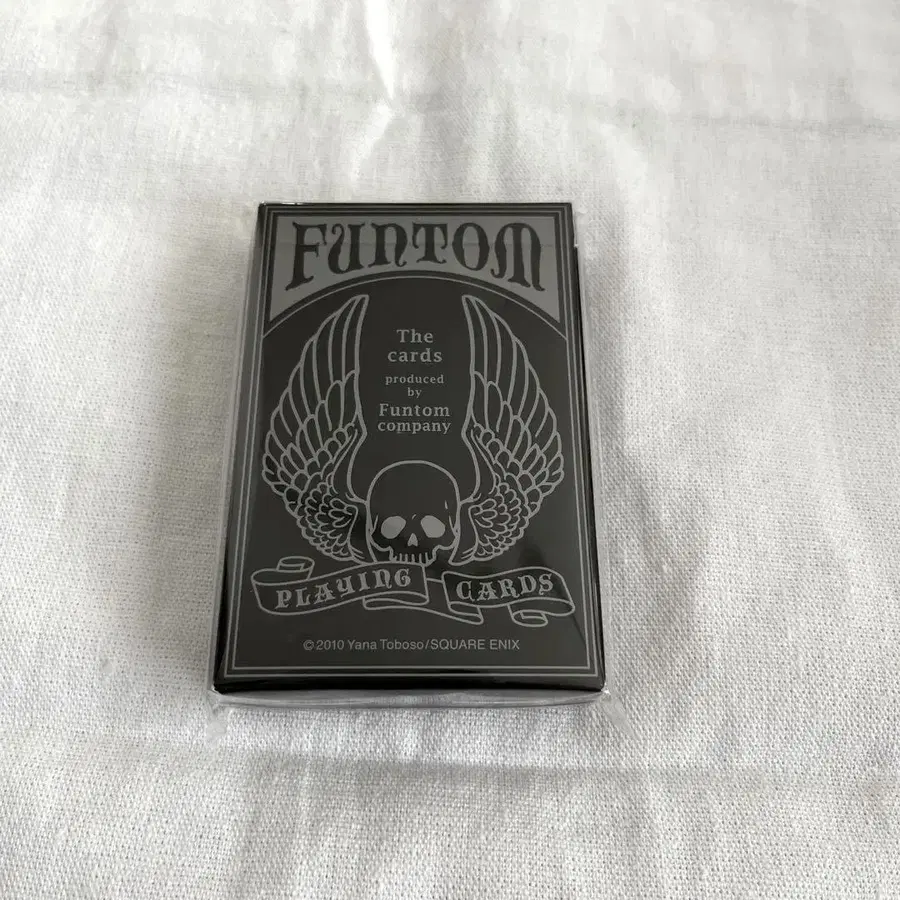 FUNTOM
The
cards
produced
by
Funtom
company
PLAYING CARDS
©2010 Yana Toboso/SQUARE ENIX